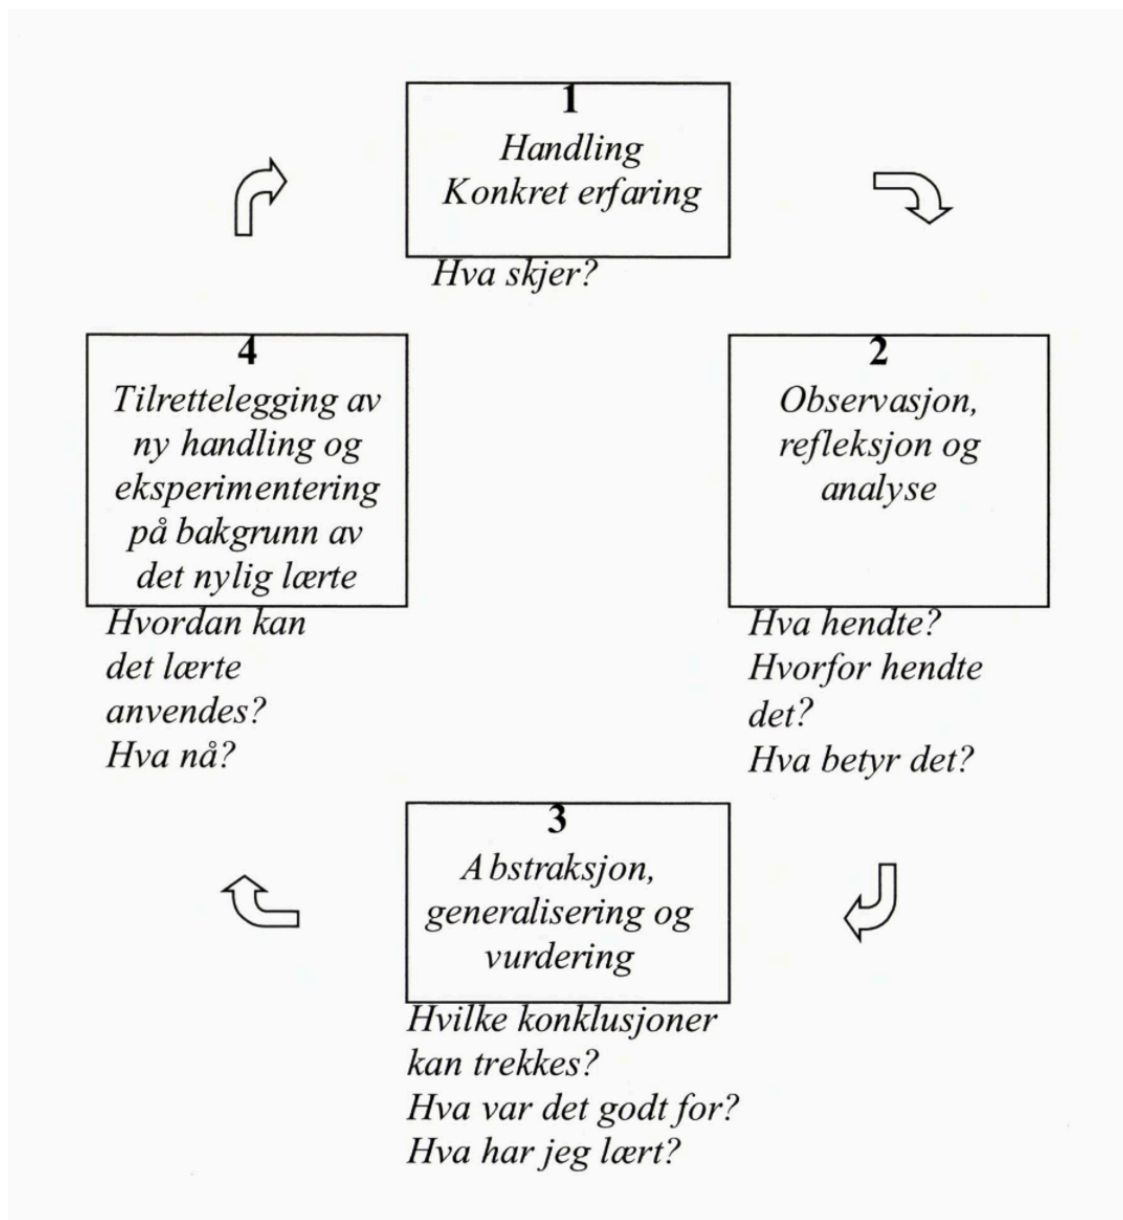 1
Handling
Konkret erfaring
Hva skjer?
2
Observasjon,
refleksjon og
analyse
Hva hendte?
Hvorfor hendte
det?
Hva betyr det?
3
Abstraksjon,
generalisering og
vurdering
Hvilke konklusjoner
kan trekkes?
Hva var det godt for?
Hva har jeg lært?
4
Tilrettelegging av
ny handling og
eksperimentering
på bakgrunn av
det nylig lærte
Hvordan kan
det lærte
anvendes?
Hva nå?